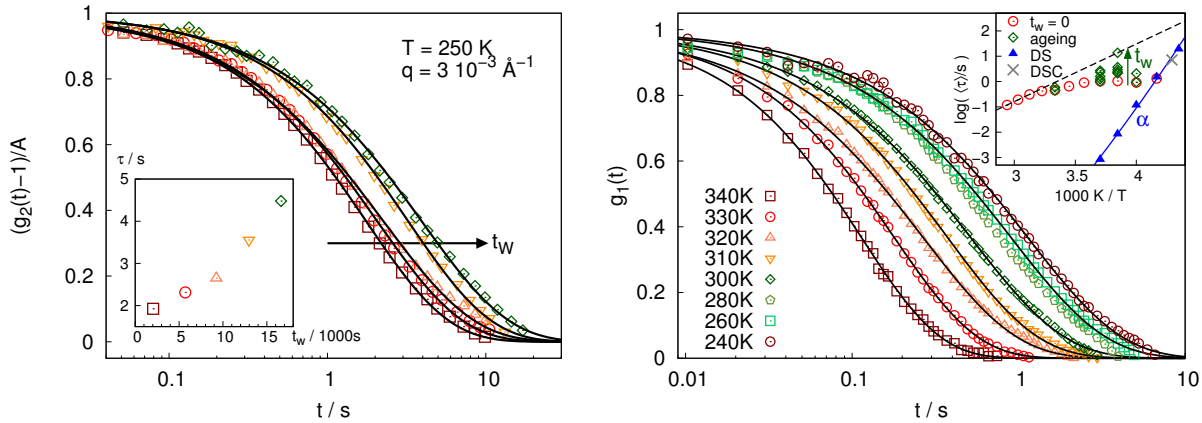 (g2(t)−1)/A
1
0.8
0.6
0.4
0.2
0
0.1
1
10
t / s
T = 250 K
q = 3 10⁻³ Å⁻¹
tW
τ / s
5
4
3
2
0
5
10
15
tw / 1000s
g1(t)
1
0.8
0.6
0.4
0.2
0
0.01
0.1
1
10
t / s
340K
330K
320K
310K
300K
280K
260K
240K
tw = 0
ageing
DS
DSC
tW
α
log( ⟨τ⟩/s )
2
1
0
−1
−2
−3
3
3.5
4
1000 K / T